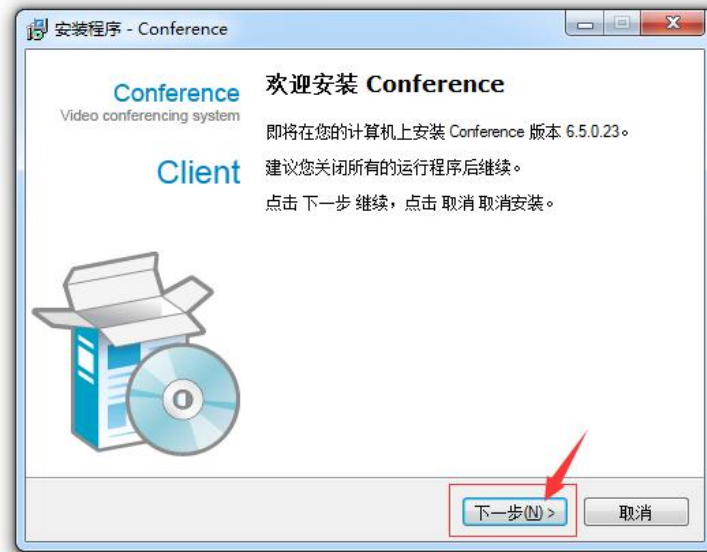 安装程序 - Conference
Conference
Video conferencing system
Client
欢迎安装 Conference
即将在您的计算机上安装 Conference 版本 6.5.0.23。
建议您关闭所有的运行程序后继续。
点击 下一步 继续，点击 取消 取消安装。
下一步(N) >
取消